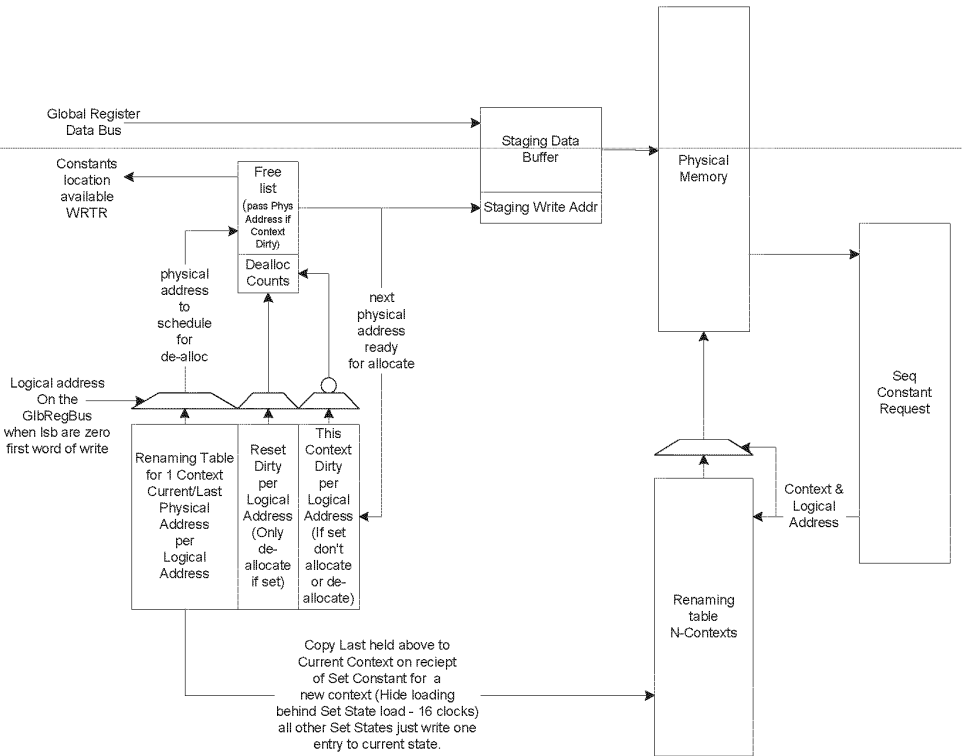 Global Register
Data Bus
Constants
location
available
WRTR
Free
list
(pass Phys
Address if
Context
Dirty)
Dealloc
Counts
Staging Data
Buffer
Staging Write Addr
Physical
Memory
physical
address
to
schedule
for
de-alloc
next
physical
address
ready
for allocate
Logical address
On the
GlbRegBus
when lsb are zero
first word of write
Renaming Table
for 1 Context
Current/Last
Physical
Address
per
Logical
Address
Reset
Dirty
per
Logical
Address
(Only
de-
allocate
if set)
This
Context
Dirty
per
Logical
Address
(If set
don't
allocate
or de-
allocate)
Seq
Constant
Request
Context &
Logical
Address
Renaming
table
N-Contexts
Copy Last held above to
Current Context on reciept
of Set Constant for a
new context (Hide loading
behind Set State load - 16 clocks)
all other Set States just write one
entry to current state.